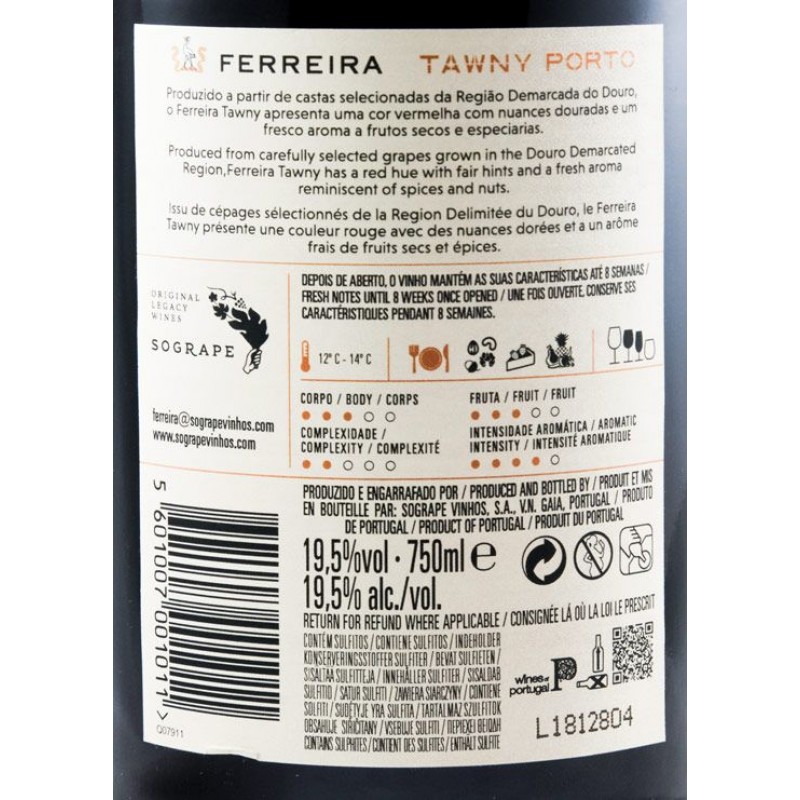 FERREIRA TAWNY PORTO
Produzido a partir de castas selecionadas da Região Demarcada do Douro,
o Ferreira Tawny apresenta uma cor vermelha com nuances douradas e um
fresco aroma a frutos secos e especiarias.
Produced from carefully selected grapes grown in the Douro Demarcated
Region,Ferreira Tawny has a red hue with fair hints and a fresh aroma
reminiscent of spices and nuts.
Issu de cépages sélectionnés de la Region Delimitée du Douro, le Ferreira
Tawny présente une couleur rouge avec des nuances dorées et a un arôme
frais de fruits secs et épices.
ORIGINAL
LEGACY
WINES
SOGRAPE
ferreira@sograpevinhos.com
www.sograpevinhos.com
DEPOIS DE ABERTO, O VINHO MANTÉM AS SUAS CARACTERÍSTICAS ATÉ 8 SEMANAS /
FRESH NOTES UNTIL 8 WEEKS ONCE OPENED / UNE FOIS OUVERTE, CONSERVE SES
CARACTÉRISTIQUES PENDANT 8 SEMAINES.
12° C - 14° C
CORPO / BODY / CORPS
COMPLEXIDADE /
COMPLEXITY / COMPLEXITÉ
FRUTA / FRUIT / FRUIT
INTENSIDADE AROMÁTICA / AROMATIC
INTENSITY / INTENSITÉ AROMATIQUE
PRODUZIDO E ENGARRAFADO POR / PRODUCED AND BOTTLED BY / PRODUIT ET MIS
EN BOUTEILLE PAR: SOGRAPE VINHOS, S.A., V.N. GAIA, PORTUGAL / PRODUTO
DE PORTUGAL / PRODUCT OF PORTUGAL / PRODUIT DU PORTUGAL
19,5%vol · 750ml e
19,5% alc./vol.
RETURN FOR REFUND WHERE APPLICABLE / CONSIGNÉE LÁ OÙ LA LOI LE PRESCRIT
CONTÉM SULFITOS / CONTIENE SULFITOS / INDEHOLDER
KONSERVERINGSSTOFFER SULFITER / BEVAT SULFIETEN /
SISALTAA SULFIITTEJA / INNEHÅLLER SULFITER / SISALDAB
SULFITID / SATUR SULFITI / ZAWIERA SIARCZYNY / CONTIENE
SOLFITI / SUDĖTYJE YRA SULFITA / TARTALMAZ SZULFITOK
OBSAHUJE SIŘIČITANY / VSEBUJE SULFITI / ΠΕΡΙΕΧΕΙ ΘΕΙΩΔΗ
CONTAINS SULPHITES / CONTIENT DES SULFITES / ENTHÄLT SULFITE
wines of
portugal
L1812804
5 601007 001011 >
Q07911